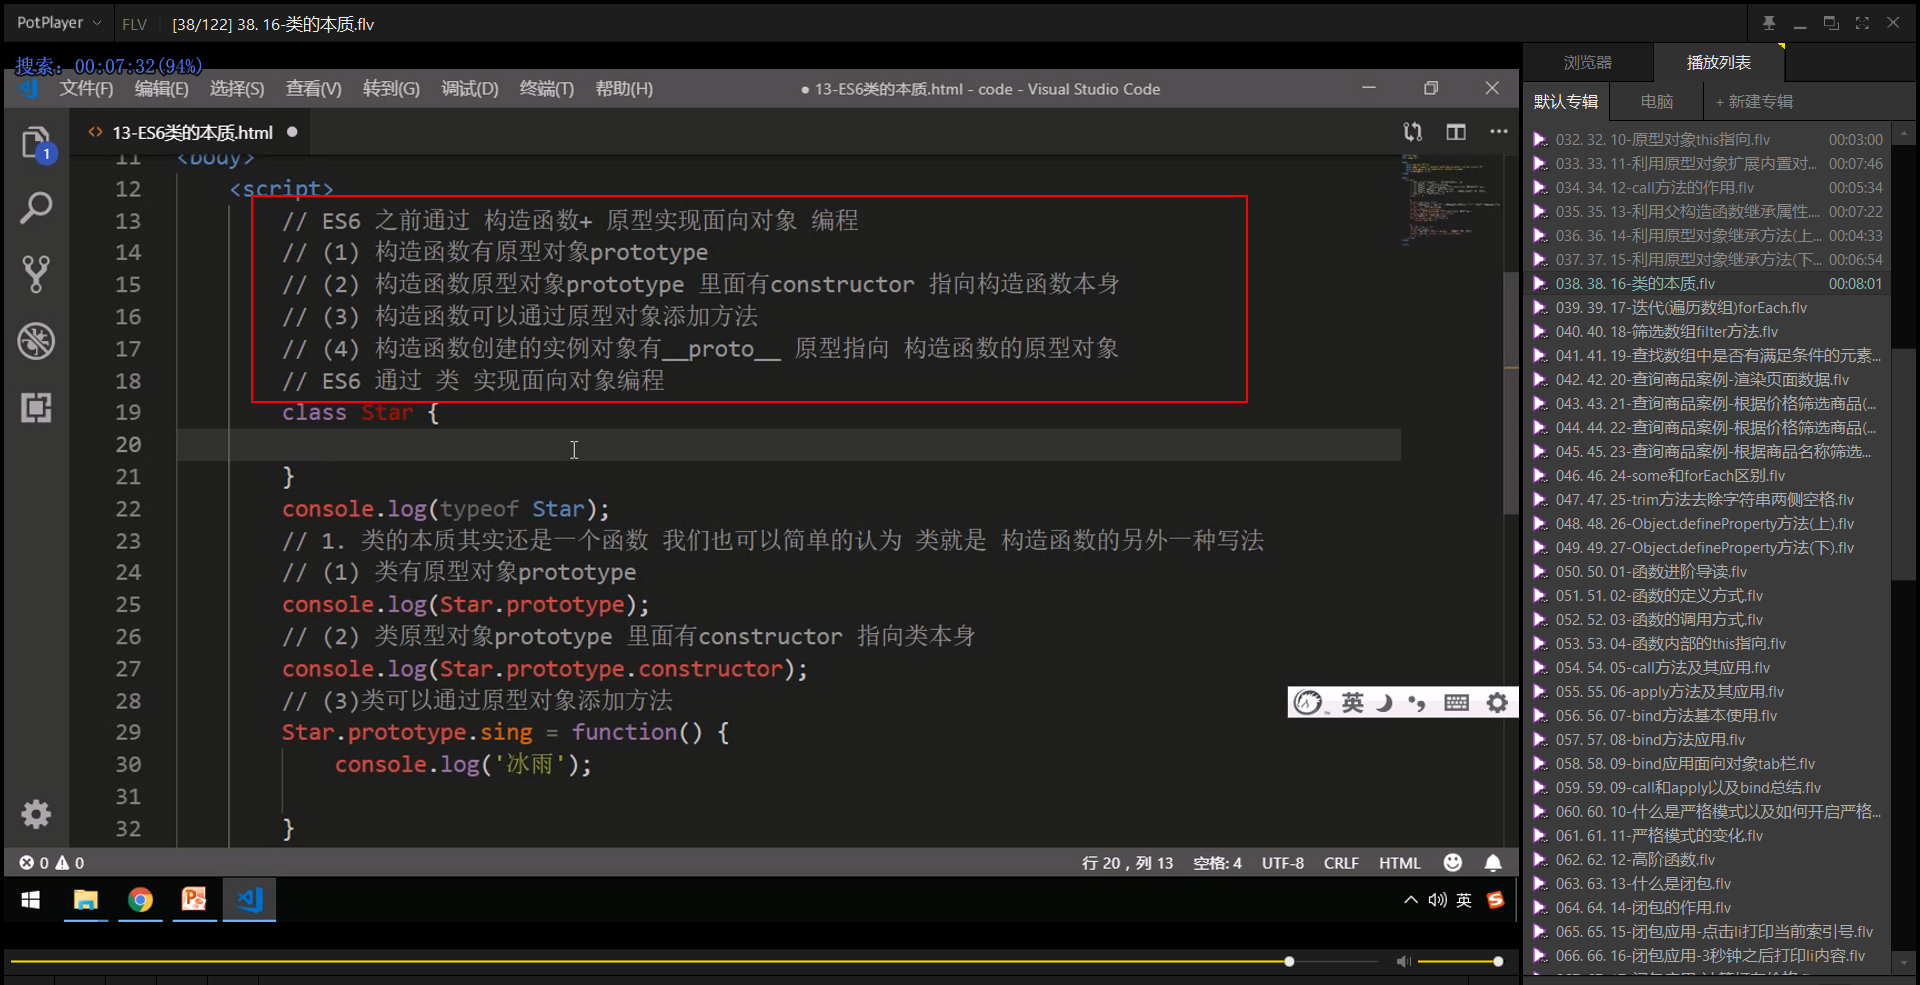 PotPlayer
FLV
[38/122] 38. 16-类的本质.flv
搜索: 00:07:32(94%)
文件(F) 编辑(E) 选择(S) 查看(V) 转到(G) 调试(D) 终端(T) 帮助(H)
● 13-ES6类的本质.html - code - Visual Studio Code
<> 13-ES6类的本质.html ●
1
11 <body>
12 <script>
13 // ES6 之前通过 构造函数+ 原型实现面向对象 编程
14 // (1) 构造函数有原型对象prototype
15 // (2) 构造函数原型对象prototype 里面有constructor 指向构造函数本身
16 // (3) 构造函数可以通过原型对象添加方法
17 // (4) 构造函数创建的实例对象有__proto__ 原型指向 构造函数的原型对象
18 // ES6 通过 类 实现面向对象编程
19 class Star {
20
21 }
22 console.log(typeof Star);
23 // 1. 类的本质其实还是一个函数 我们也可以简单的认为 类就是 构造函数的另外一种写法
24 // (1) 类有原型对象prototype
25 console.log(Star.prototype);
26 // (2) 类原型对象prototype 里面有constructor 指向类本身
27 console.log(Star.prototype.constructor);
28 // (3)类可以通过原型对象添加方法
29 Star.prototype.sing = function() {
30 console.log('冰雨');
31
32 }
英
0 0
行 20，列 13 空格: 4 UTF-8 CRLF HTML
英
浏览器 播放列表
默认专辑 电脑 + 新建专辑
032. 32. 10-原型对象this指向.flv 00:03:00
033. 33. 11-利用原型对象扩展内置对... 00:07:46
034. 34. 12-call方法的作用.flv 00:05:34
035. 35. 13-利用父构造函数继承属性.... 00:07:22
036. 36. 14-利用原型对象继承方法(上... 00:04:33
037. 37. 15-利用原型对象继承方法(下... 00:06:54
038. 38. 16-类的本质.flv 00:08:01
039. 39. 17-迭代(遍历数组)forEach.flv
040. 40. 18-筛选数组filter方法.flv
041. 41. 19-查找数组中是否有满足条件的元素...
042. 42. 20-查询商品案例-渲染页面数据.flv
043. 43. 21-查询商品案例-根据价格筛选商品(...
044. 44. 22-查询商品案例-根据价格筛选商品(...
045. 45. 23-查询商品案例-根据商品名称筛选...
046. 46. 24-some和forEach区别.flv
047. 47. 25-trim方法去除字符串两侧空格.flv
048. 48. 26-Object.defineProperty方法(上).flv
049. 49. 27-Object.defineProperty方法(下).flv
050. 50. 01-函数进阶导读.flv
051. 51. 02-函数的定义方式.flv
052. 52. 03-函数的调用方式.flv
053. 53. 04-函数内部的this指向.flv
054. 54. 05-call方法及其应用.flv
055. 55. 06-apply方法及其应用.flv
056. 56. 07-bind方法基本使用.flv
057. 57. 08-bind方法应用.flv
058. 58. 09-bind应用面向对象tab栏.flv
059. 59. 09-call和apply以及bind总结.flv
060. 60. 10-什么是严格模式以及如何开启严格...
061. 61. 11-严格模式的变化.flv
062. 62. 12-高阶函数.flv
063. 63. 13-什么是闭包.flv
064. 64. 14-闭包的作用.flv
065. 65. 15-闭包应用-点击li打印当前索引号.flv
066. 66. 16-闭包应用-3秒钟之后打印li内容.flv